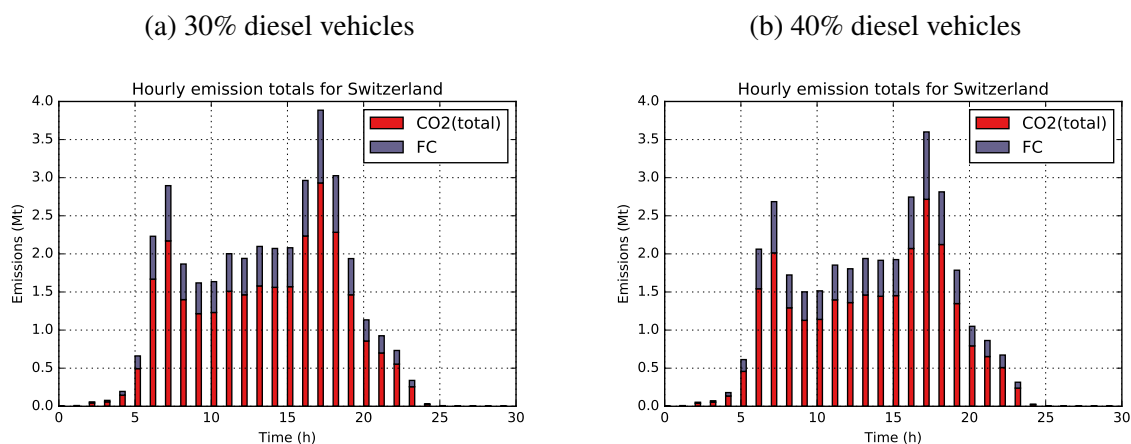 (a) 30% diesel vehicles
(b) 40% diesel vehicles
Hourly emission totals for Switzerland
4.0
3.5
3.0
2.5
2.0
1.5
1.0
0.5
0.0
Emissions (Mt)
CO2(total)
FC
0 5 10 15 20 25 30
Time (h)
Hourly emission totals for Switzerland
4.0
3.5
3.0
2.5
2.0
1.5
1.0
0.5
0.0
Emissions (Mt)
CO2(total)
FC
0 5 10 15 20 25 30
Time (h)